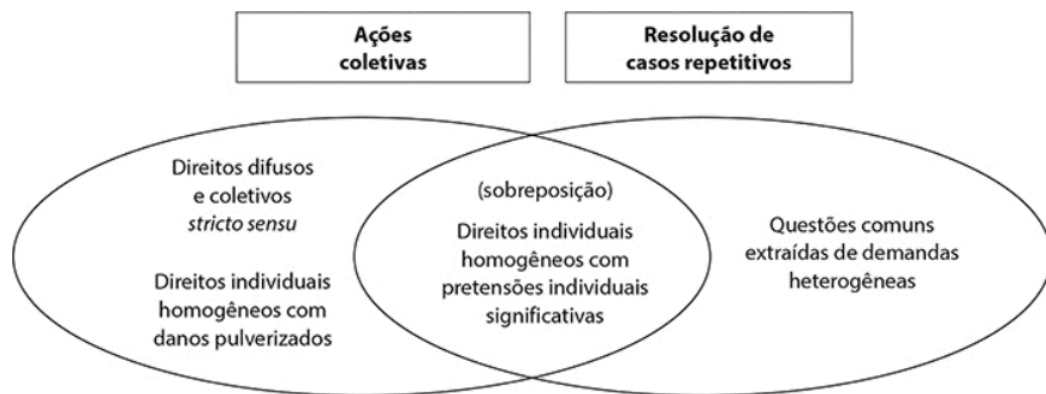 Ações
coletivas
Resolução de
casos repetitivos
Direitos difusos
e coletivos
stricto sensu
Direitos individuais
homogêneos com
danos pulverizados
(sobreposição)
Direitos individuais
homogêneos com
pretensões individuais
significativas
Questões comuns
extraídas de demandas
heterogêneas